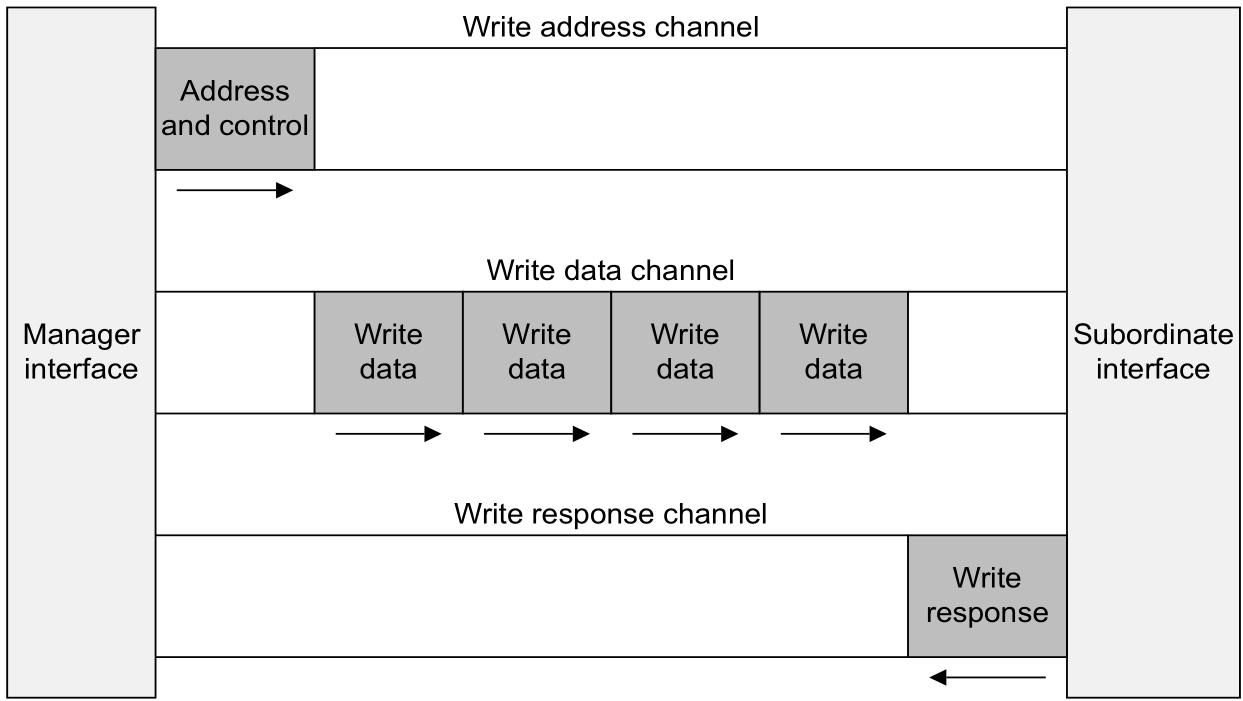 Write address channel
Address
and control
Write data channel
Manager
interface
Write
data
Write
data
Write
data
Write
data
Subordinate
interface
Write response channel
Write
response